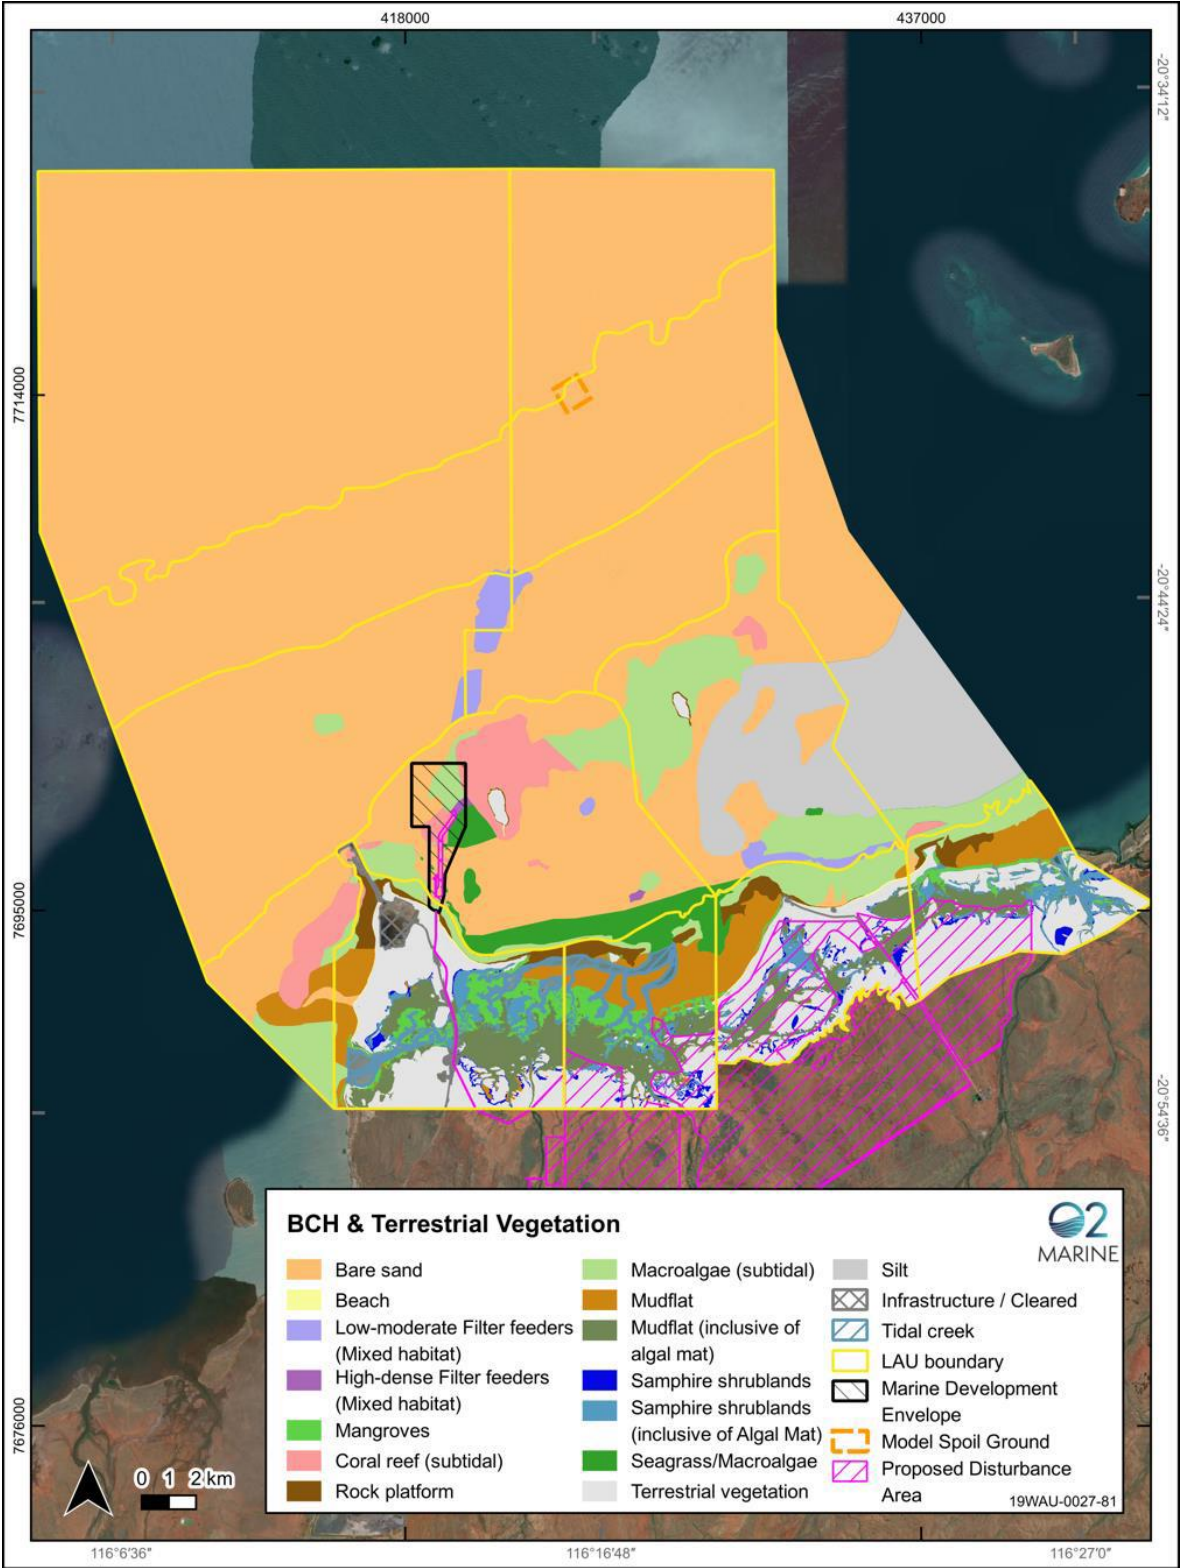 418000
437000
-20°34'12"
7714000
-20°44'24"
7695000
-20°54'36"
7676000
BCH & Terrestrial Vegetation
O2
MARINE
Bare sand
Beach
Low-moderate Filter feeders
(Mixed habitat)
High-dense Filter feeders
(Mixed habitat)
Mangroves
Coral reef (subtidal)
Rock platform
Macroalgae (subtidal)
Mudflat
Mudflat (inclusive of
algal mat)
Samphire shrublands
Samphire shrublands
(inclusive of Algal Mat)
Seagrass/Macroalgae
Terrestrial vegetation
Silt
Infrastructure / Cleared
Tidal creek
LAU boundary
Marine Development
Envelope
Model Spoil Ground
Proposed Disturbance
Area
19WAU-0027-81
0 1 2 km
116°6'36"
116°16'48"
116°27'0"